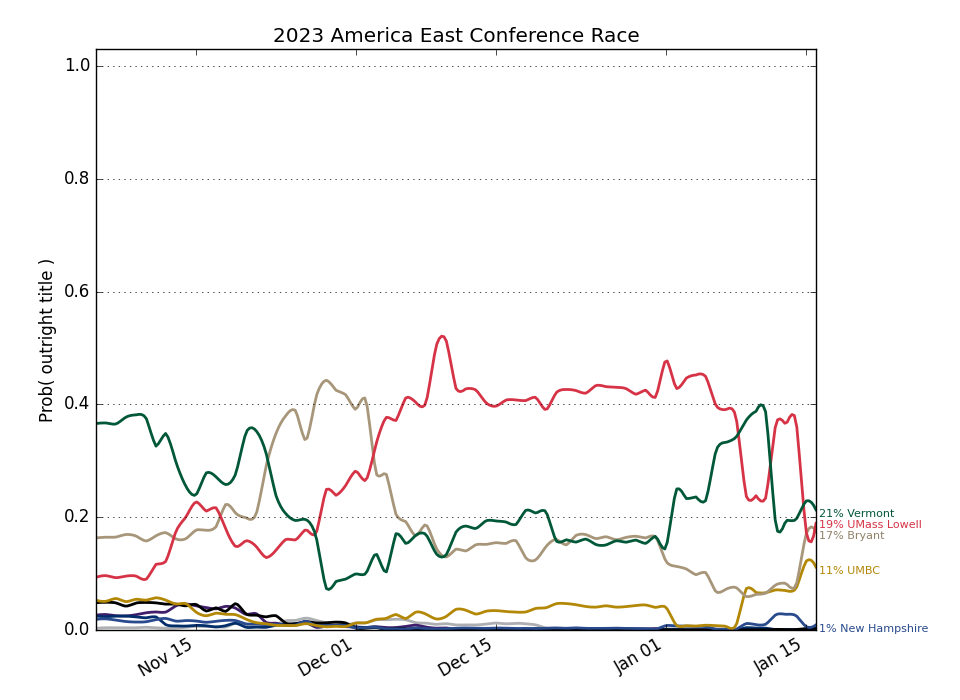 2023 America East Conference Race
Prob( outright title )
1.0
0.8
0.6
0.4
0.2
0.0
21% Vermont
19% UMass Lowell
17% Bryant
11% UMBC
1% New Hampshire
Nov 15
Dec 01
Dec 15
Jan 01
Jan 15